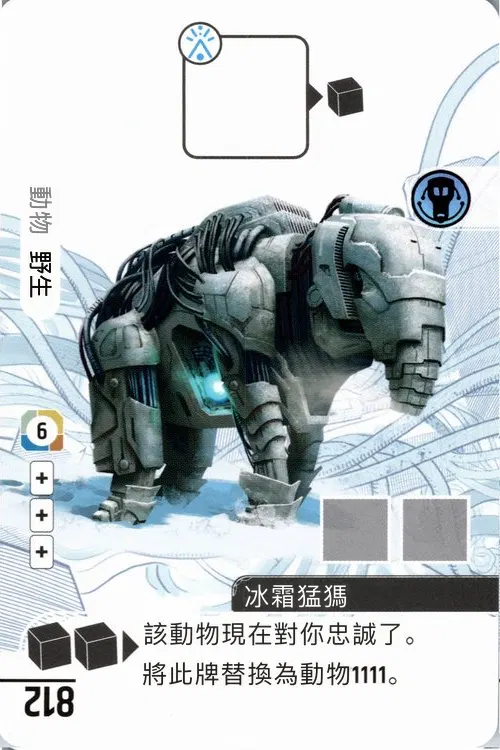 動物 野生
6
+
+
+
冰霜猛獁
該動物現在對你忠誠了。
將此牌替換為動物1111。
812